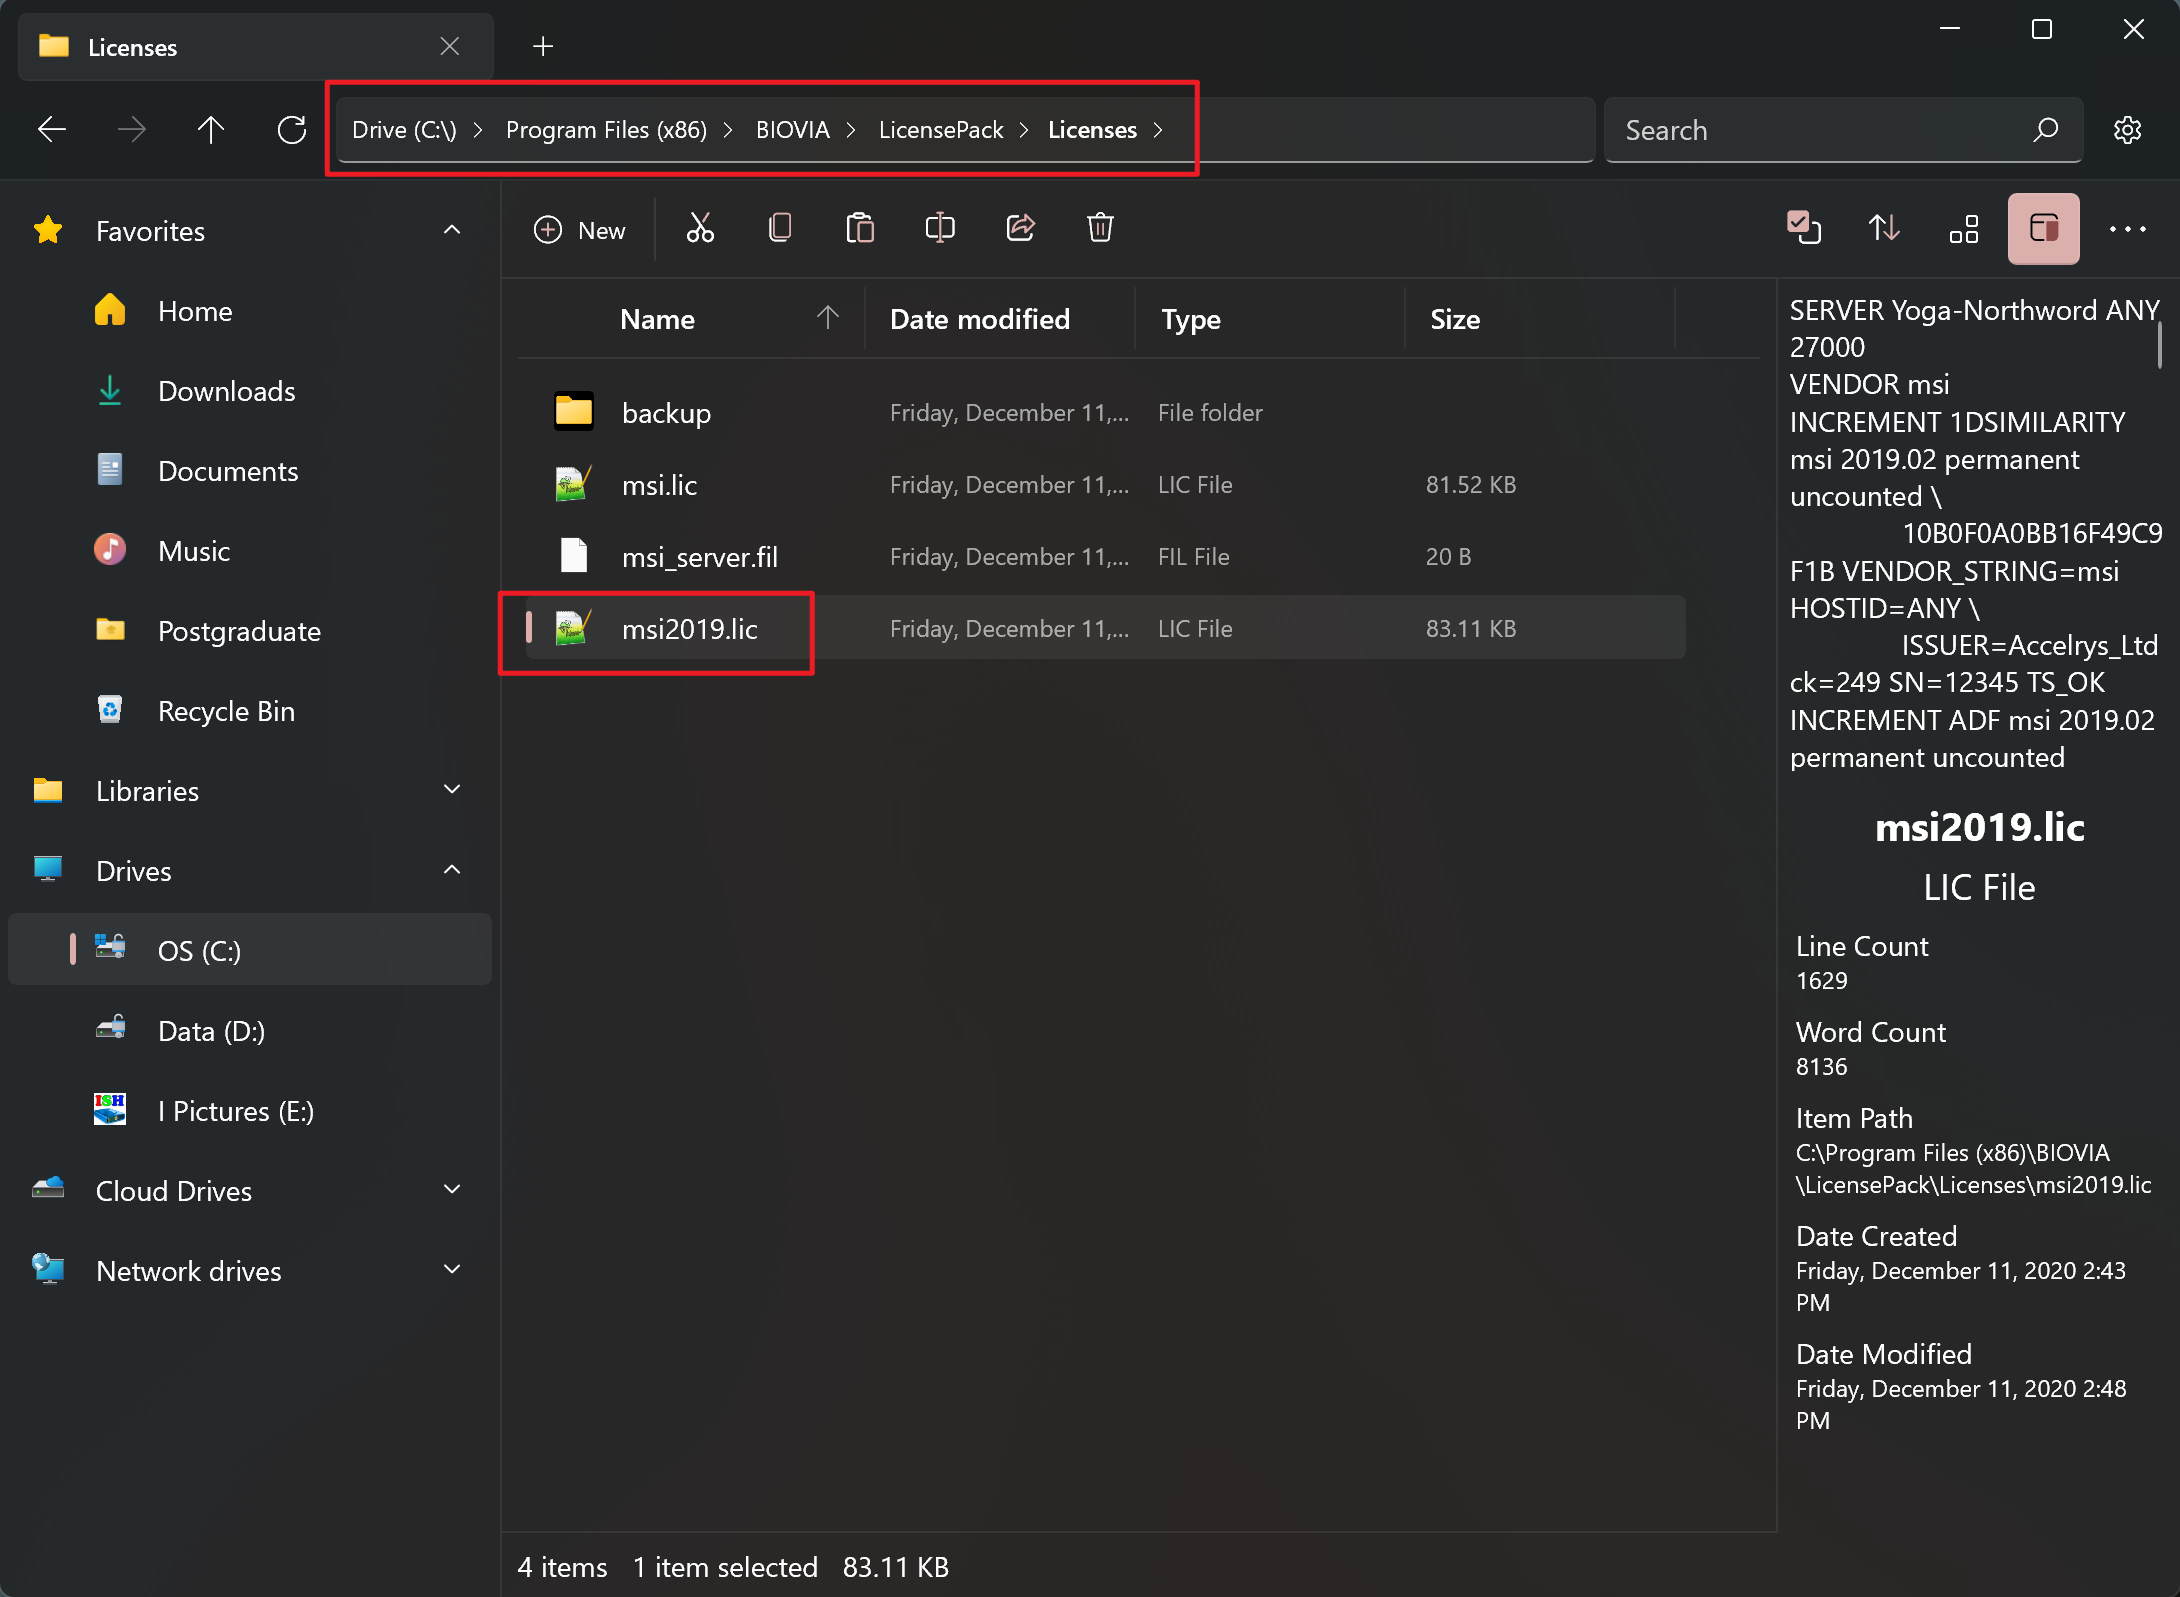 Licenses
Drive (C:\) > Program Files (x86) > BIOVIA > LicensePack > Licenses >
Search
Favorites
Home
Downloads
Documents
Music
Postgraduate
Recycle Bin
Libraries
Drives
OS (C:)
Data (D:)
ISH
I Pictures (E:)
Cloud Drives
Network drives
New
Name Date modified Type Size
backup Friday, December 11,... File folder
msi.lic Friday, December 11,... LIC File 81.52 KB
msi_server.fil Friday, December 11,... FIL File 20 B
msi2019.lic Friday, December 11,... LIC File 83.11 KB
SERVER Yoga-Northword ANY
27000
VENDOR msi
INCREMENT 1DSIMILARITY
msi 2019.02 permanent
uncounted \
10B0F0A0BB16F49C9
F1B VENDOR_STRING=msi
HOSTID=ANY \
ISSUER=Accelrys_Ltd
ck=249 SN=12345 TS_OK
INCREMENT ADF msi 2019.02
permanent uncounted
msi2019.lic
LIC File
Line Count
1629
Word Count
8136
Item Path
C:\Program Files (x86)\BIOVIA
\LicensePack\Licenses\msi2019.lic
Date Created
Friday, December 11, 2020 2:43
PM
Date Modified
Friday, December 11, 2020 2:48
PM
4 items 1 item selected 83.11 KB